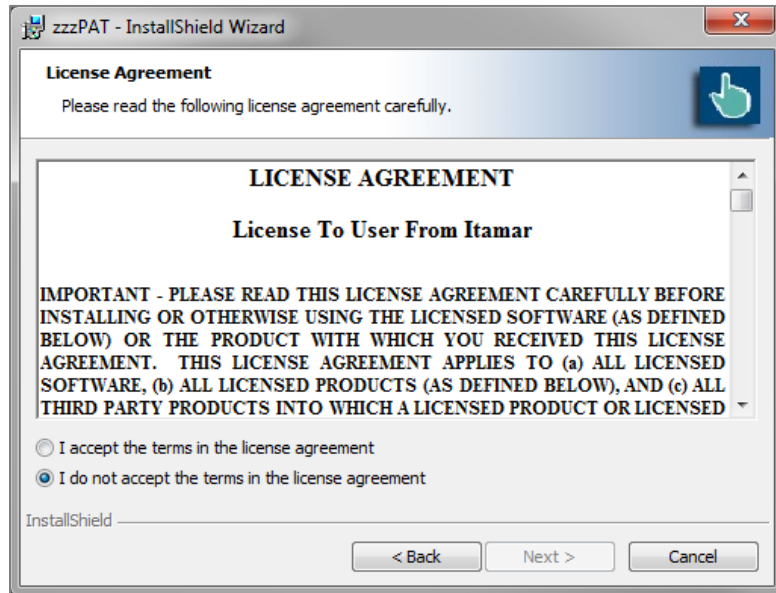 zzzPAT - InstallShield Wizard
License Agreement
Please read the following license agreement carefully.
LICENSE AGREEMENT
License To User From Itamar
IMPORTANT - PLEASE READ THIS LICENSE AGREEMENT CAREFULLY BEFORE
INSTALLING OR OTHERWISE USING THE LICENSED SOFTWARE (AS DEFINED
BELOW) OR THE PRODUCT WITH WHICH YOU RECEIVED THIS LICENSE
AGREEMENT. THIS LICENSE AGREEMENT APPLIES TO (a) ALL LICENSED
SOFTWARE, (b) ALL LICENSED PRODUCTS (AS DEFINED BELOW), AND (c) ALL
THIRD PARTY PRODUCTS INTO WHICH A LICENSED PRODUCT OR LICENSED
I accept the terms in the license agreement
I do not accept the terms in the license agreement
InstallShield
< Back Next > Cancel